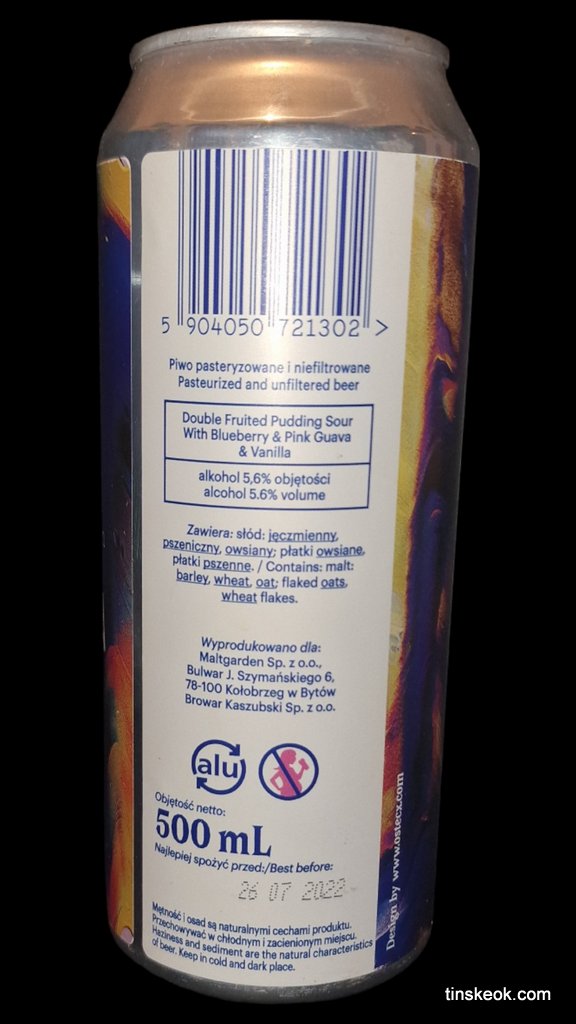 5 904050 721302 >
Piwo pasteryzowane i niefiltrowane
Pasteurized and unfiltered beer
Double Fruited Pudding Sour
With Blueberry & Pink Guava
& Vanilla
alkohol 5,6% objętości
alcohol 5.6% volume
Zawiera: słód: jęczmienny,
pszeniczny, owsiany; płatki owsiane,
płatki pszenne. / Contains: malt:
barley, wheat, oat; flaked oats,
wheat flakes.
Wyprodukowano dla:
Maltgarden Sp. z o.o.,
Bulwar J. Szymańskiego 6,
78-100 Kołobrzeg w Bytów
Browar Kaszubski Sp. z o.o.
alu
Objętość netto:
500 mL
Najlepiej spożyć przed:/Best before:
26 07 2022
Mętność i osad są naturalnymi cechami produktu.
Przechowywać w chłodnym i zacienionym miejscu.
Haziness and sediment are the natural characteristics
of beer. Keep in cold and dark place.
Design by www.ostecx.com
tinskeok.com